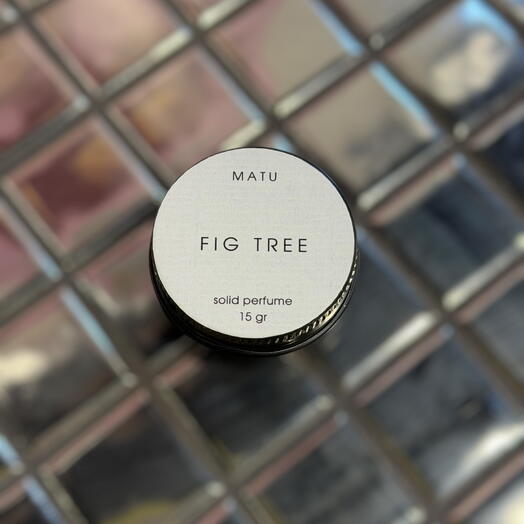 MATU
FIG TREE
solid perfume
15 gr